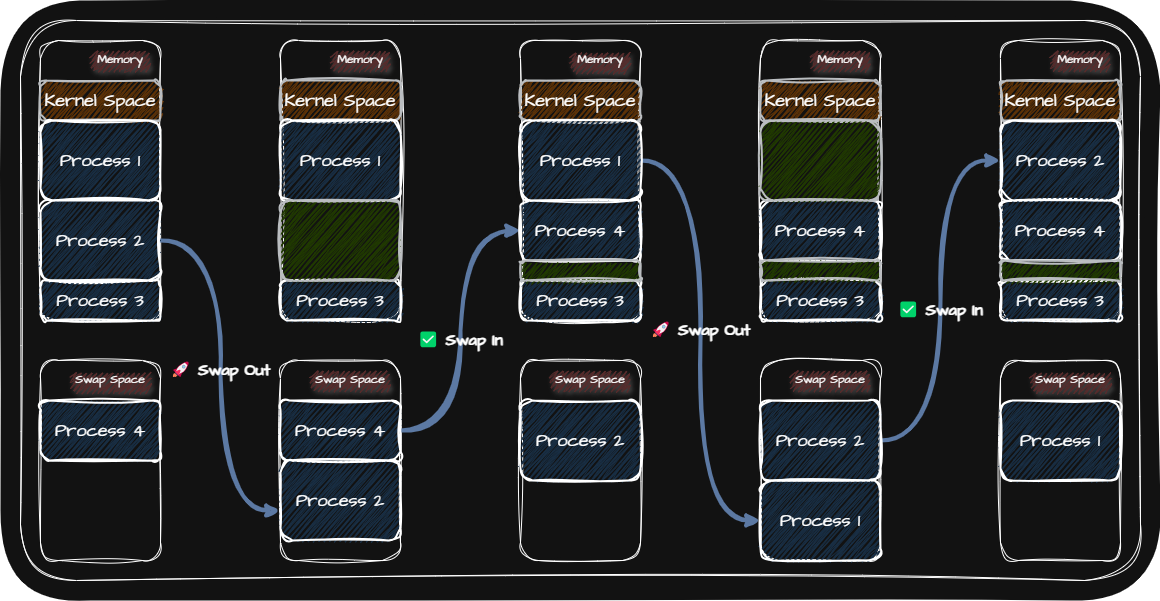 Memory
Kernel Space
Process 1
Process 2
Process 3
Swap Space
Process 4
🚀 Swap Out
Memory
Kernel Space
Process 1
Process 3
Swap Space
Process 4
Process 2
✅ Swap In
Memory
Kernel Space
Process 1
Process 4
Process 3
Swap Space
Process 2
🚀 Swap Out
Memory
Kernel Space
Process 4
Process 3
Swap Space
Process 2
Process 1
✅ Swap In
Memory
Kernel Space
Process 2
Process 4
Process 3
Swap Space
Process 1